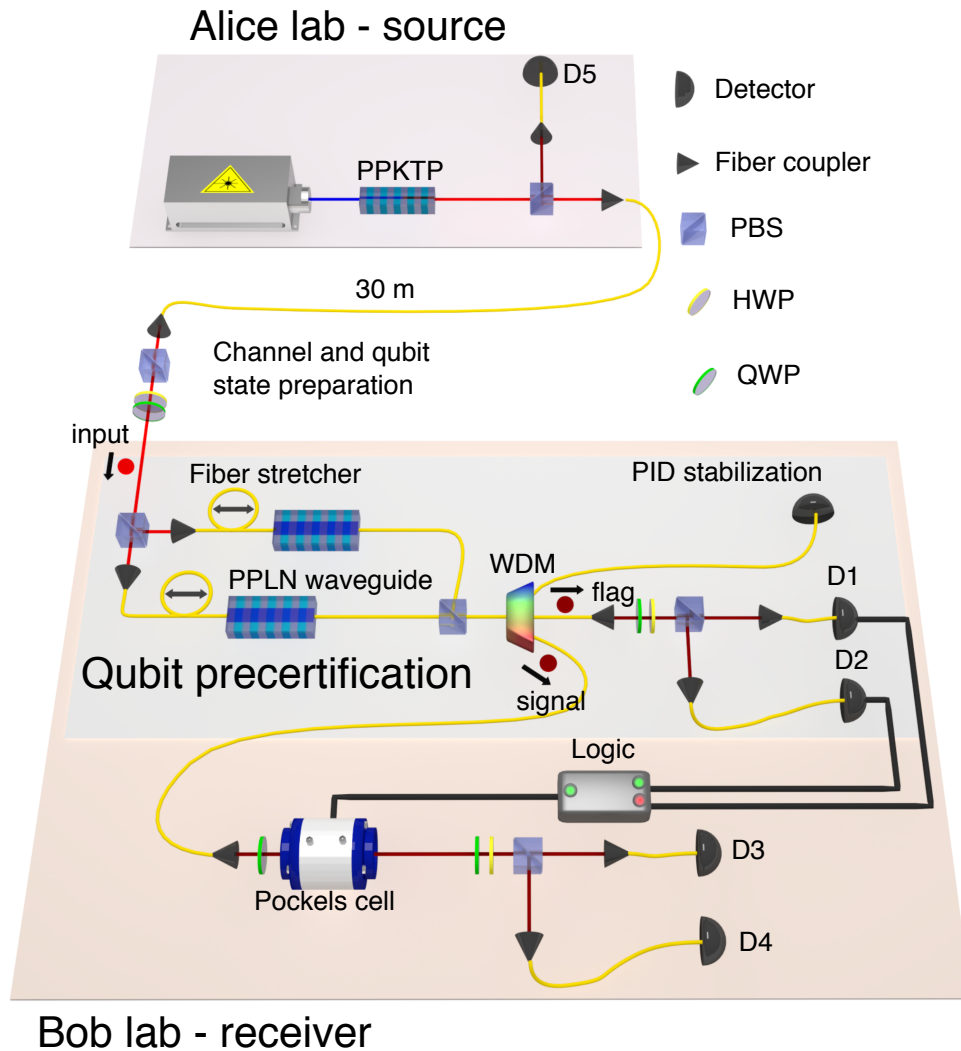 Alice lab - source
D5
Detector
PPKTP
Fiber coupler
PBS
30 m
HWP
Channel and qubit
state preparation
QWP
input
Fiber stretcher
PID stabilization
WDM
PPLN waveguide
flag
D1
Qubit precertification
D2
signal
Logic
D3
Pockels cell
D4
Bob lab - receiver